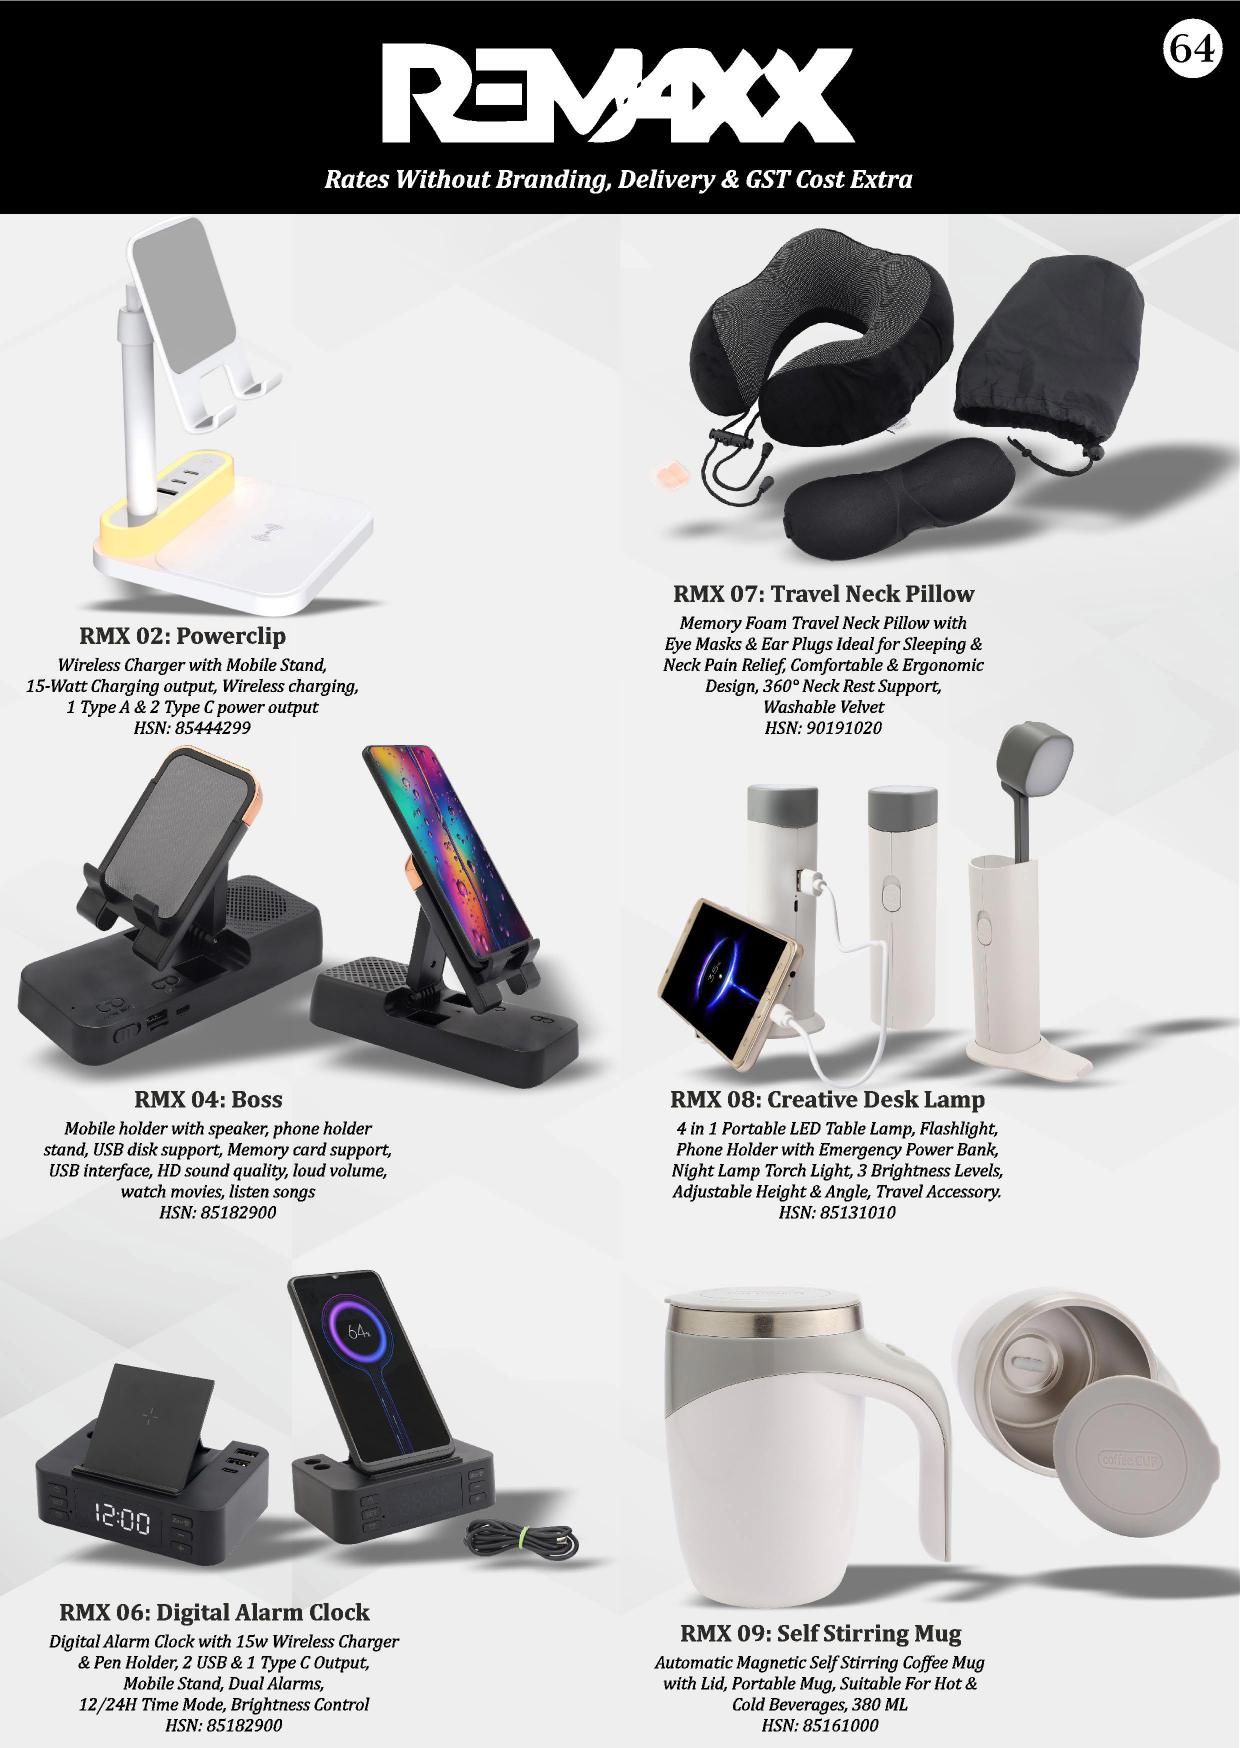 64
REMAXX
Rates Without Branding, Delivery & GST Cost Extra
RMX 02: Powerclip
Wireless Charger with Mobile Stand,
15-Watt Charging output, Wireless charging,
1 Type A & 2 Type C power output
HSN: 85444299
RMX 07: Travel Neck Pillow
Memory Foam Travel Neck Pillow with
Eye Masks & Ear Plugs Ideal for Sleeping &
Neck Pain Relief, Comfortable & Ergonomic
Design, 360° Neck Rest Support,
Washable Velvet
HSN: 90191020
RMX 04: Boss
Mobile holder with speaker, phone holder
stand, USB disk support, Memory card support,
USB interface, HD sound quality, loud volume,
watch movies, listen songs
HSN: 85182900
RMX 08: Creative Desk Lamp
4 in 1 Portable LED Table Lamp, Flashlight,
Phone Holder with Emergency Power Bank,
Night Lamp Torch Light, 3 Brightness Levels,
Adjustable Height & Angle, Travel Accessory.
HSN: 85131010
64%
12:00
RMX 06: Digital Alarm Clock
Digital Alarm Clock with 15w Wireless Charger
& Pen Holder, 2 USB & 1 Type C Output,
Mobile Stand, Dual Alarms,
12/24H Time Mode, Brightness Control
HSN: 85182900
coffee CUP
RMX 09: Self Stirring Mug
Automatic Magnetic Self Stirring Coffee Mug
with Lid, Portable Mug, Suitable For Hot &
Cold Beverages, 380 ML
HSN: 85161000